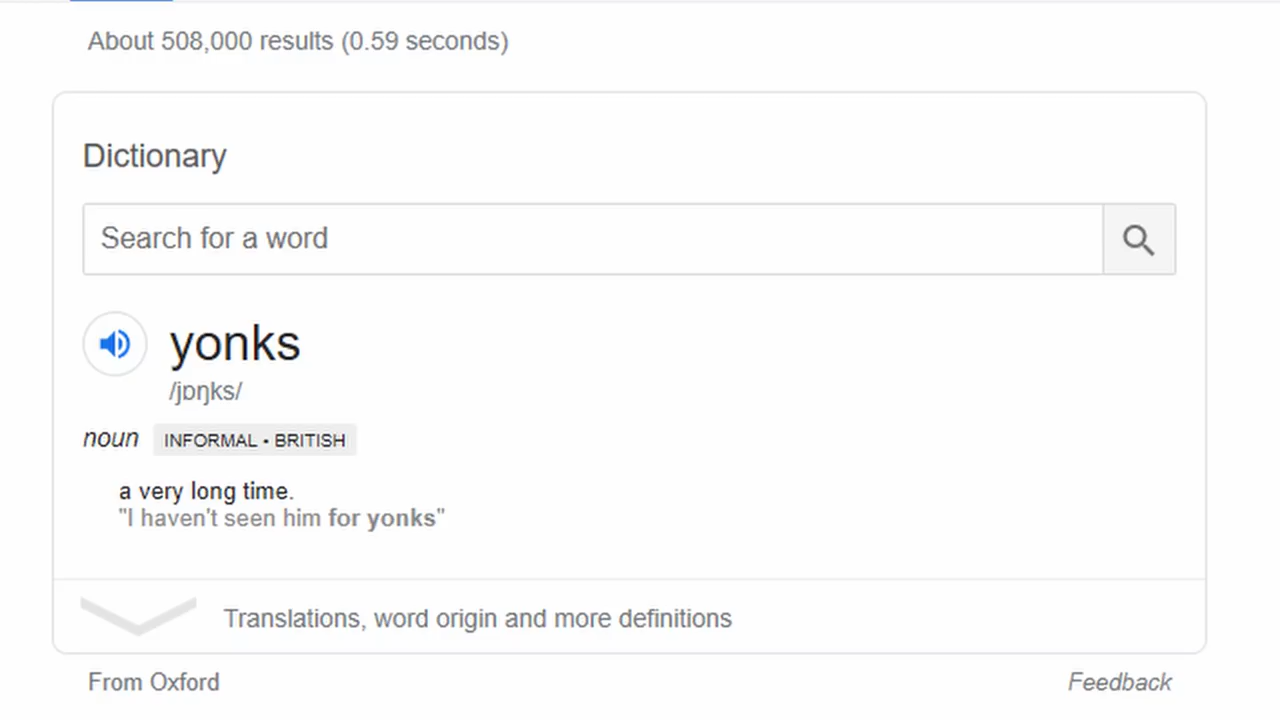 About 508,000 results (0.59 seconds)
Dictionary
Search for a word
yonks
/jɒŋks/
noun INFORMAL • BRITISH
a very long time.
"I haven't seen him for yonks"
Translations, word origin and more definitions
From Oxford Feedback